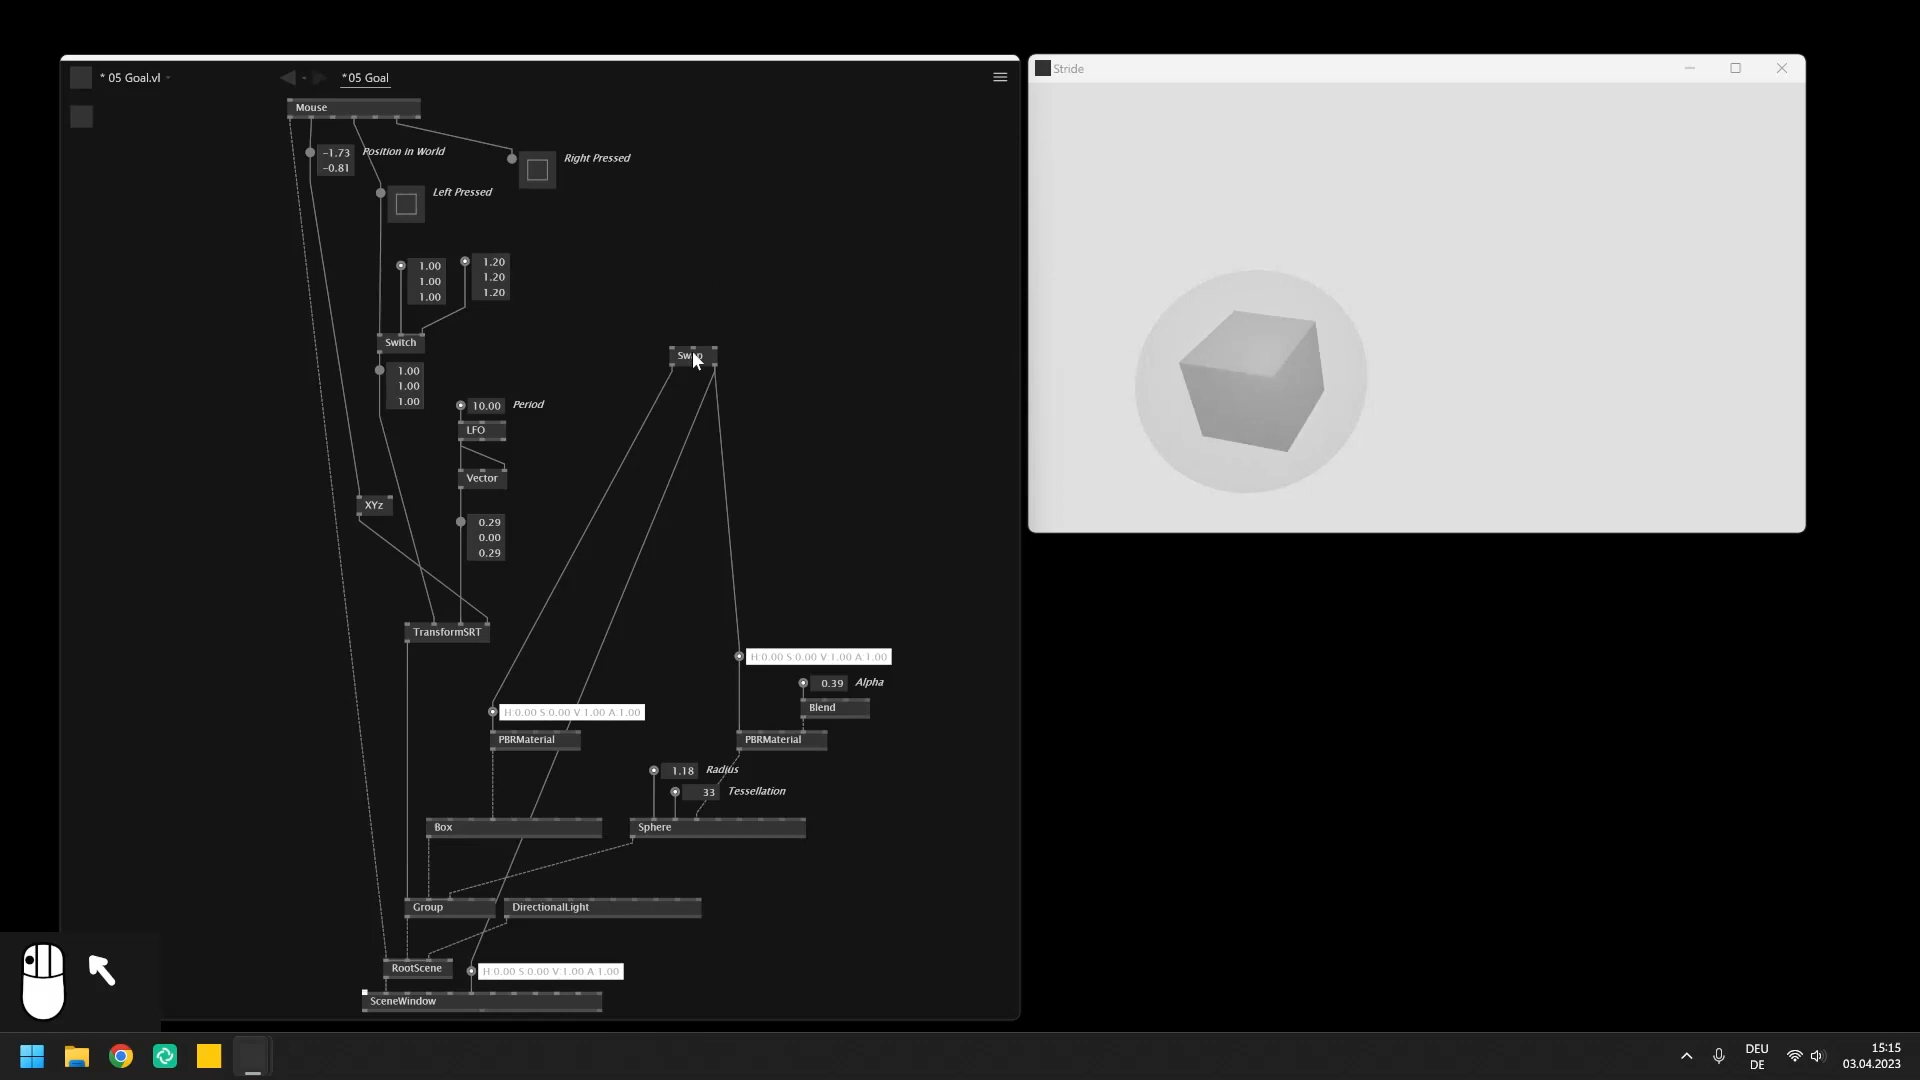 * 05 Goal.vl
*05 Goal
Stride
Mouse
-1.73
-0.81
Position in World
Right Pressed
Left Pressed
1.00
1.00
1.00
1.20
1.20
1.20
Switch
1.00
1.00
1.00
Swap
10.00
Period
LFO
Vector
XYz
0.29
0.00
0.29
TransformSRT
H:0.00 S:0.00 V:1.00 A:1.00
0.39
Alpha
Blend
H:0.00 S:0.00 V:1.00 A:1.00
PBRMaterial
PBRMaterial
1.18
Radius
33
Tessellation
Box
Sphere
Group
DirectionalLight
RootScene
H:0.00 S:0.00 V:1.00 A:1.00
SceneWindow
DEU
DE
15:15
03.04.2023